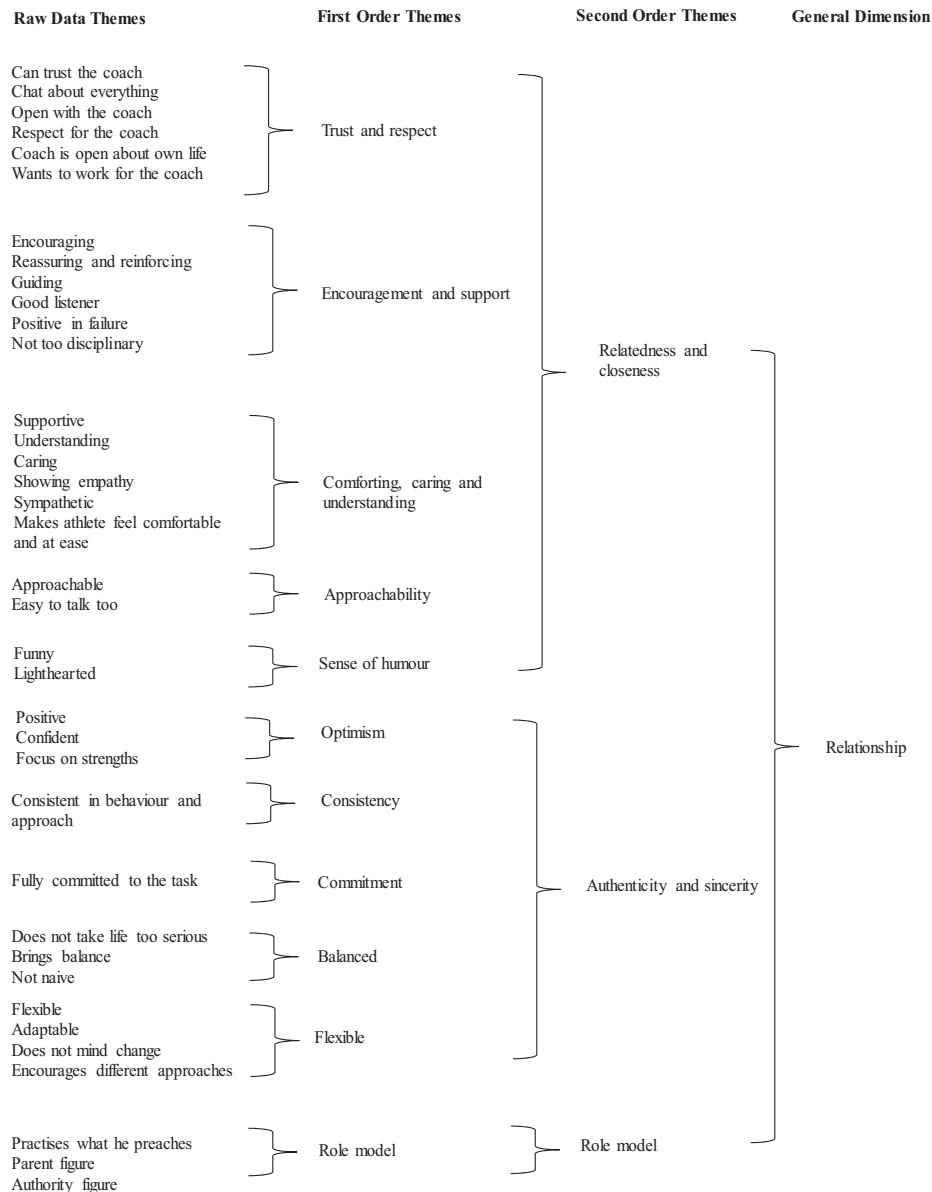 Raw Data Themes
First Order Themes
Second Order Themes
General Dimension
Can trust the coach
Chat about everything
Open with the coach
Respect for the coach
Coach is open about own life
Wants to work for the coach
Trust and respect
Encouraging
Reassuring and reinforcing
Guiding
Good listener
Positive in failure
Not too disciplinary
Encouragement and support
Relatedness and
closeness
Supportive
Understanding
Caring
Showing empathy
Sympathetic
Makes athlete feel comfortable
and at ease
Comforting, caring and
understanding
Approachable
Easy to talk too
Approachability
Funny
Lighthearted
Sense of humour
Positive
Confident
Focus on strengths
Optimism
Relationship
Consistent in behaviour and
approach
Consistency
Fully committed to the task
Commitment
Authenticity and sincerity
Does not take life too serious
Brings balance
Not naive
Balanced
Flexible
Adaptable
Does not mind change
Encourages different approaches
Flexible
Practises what he preaches
Parent figure
Authority figure
Role model
Role model